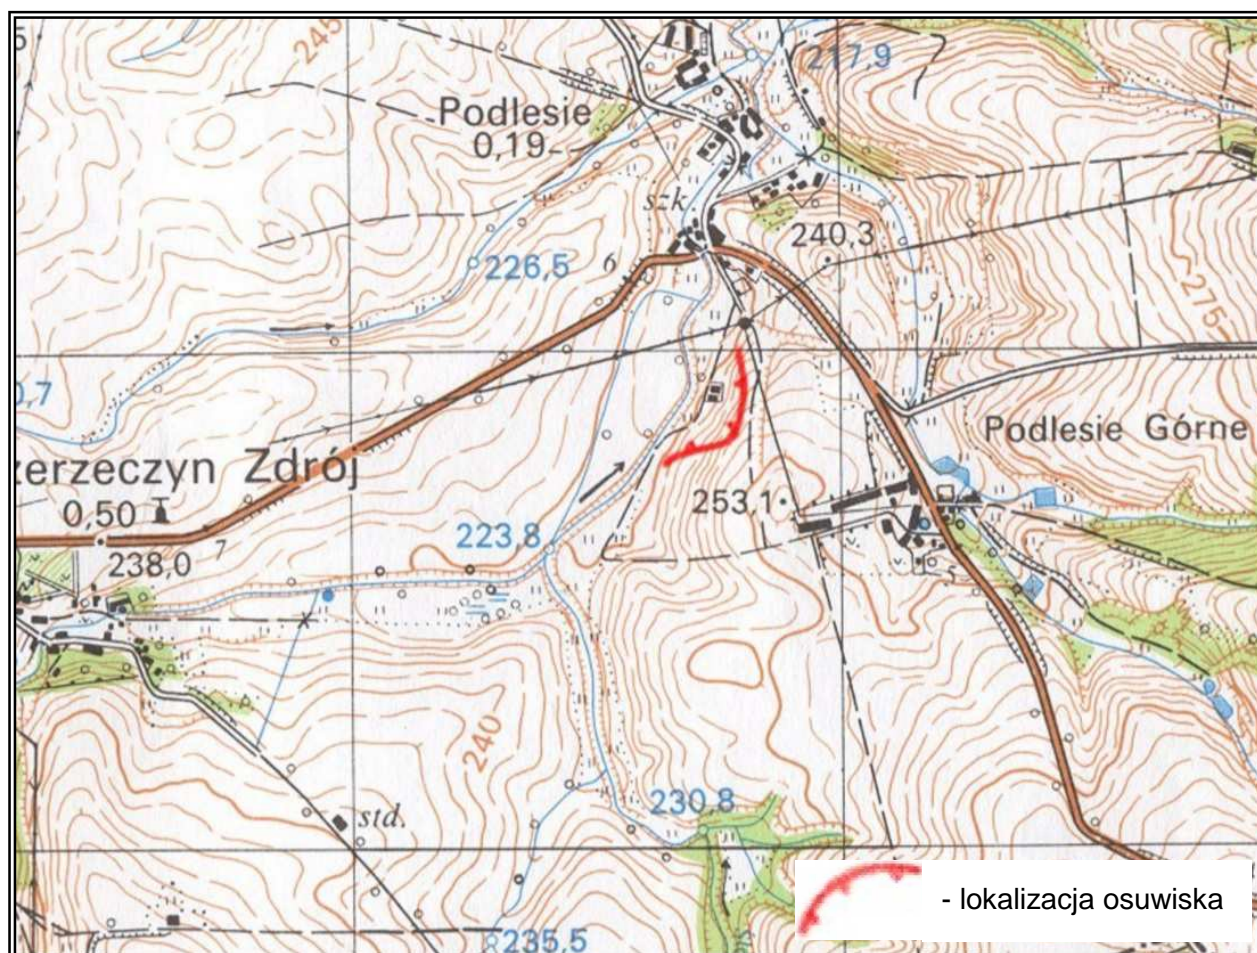 245
217,9
Podlesie
0,19
szk
240,3
226,5
6
275
0,7
Podlesie Górne
zerzeczyn Zdrój
0,50
253,1
223,8
7
238,0
240
230,8
std.
- lokalizacja osuwiska
235,5